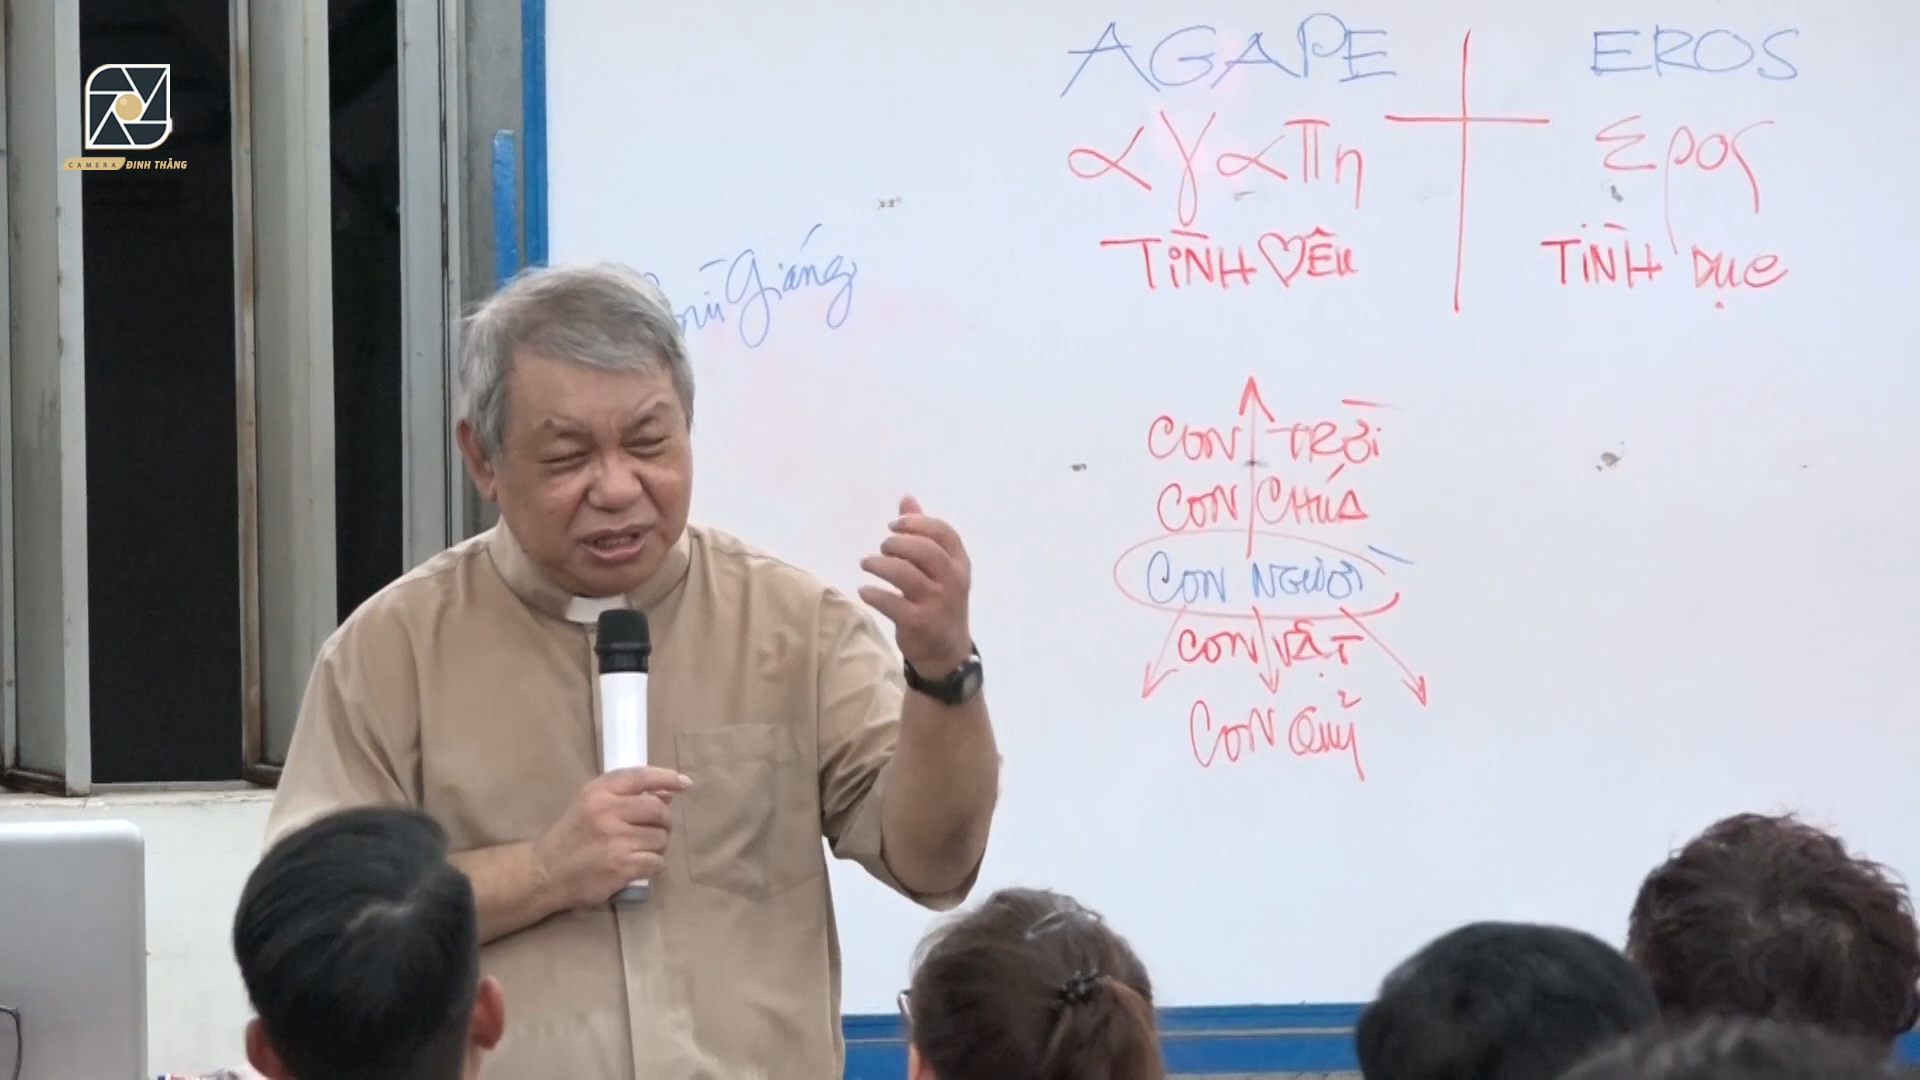 CAMERA ĐINH THẮNG
AGAPE EROS
αγαπη ερος
TÌNH ♡ ÊU TÌNH DỤC
Giáng
CON TRỜI
CON CHÚA
CON NGƯỜI
CON VẬT
CON QUỶ